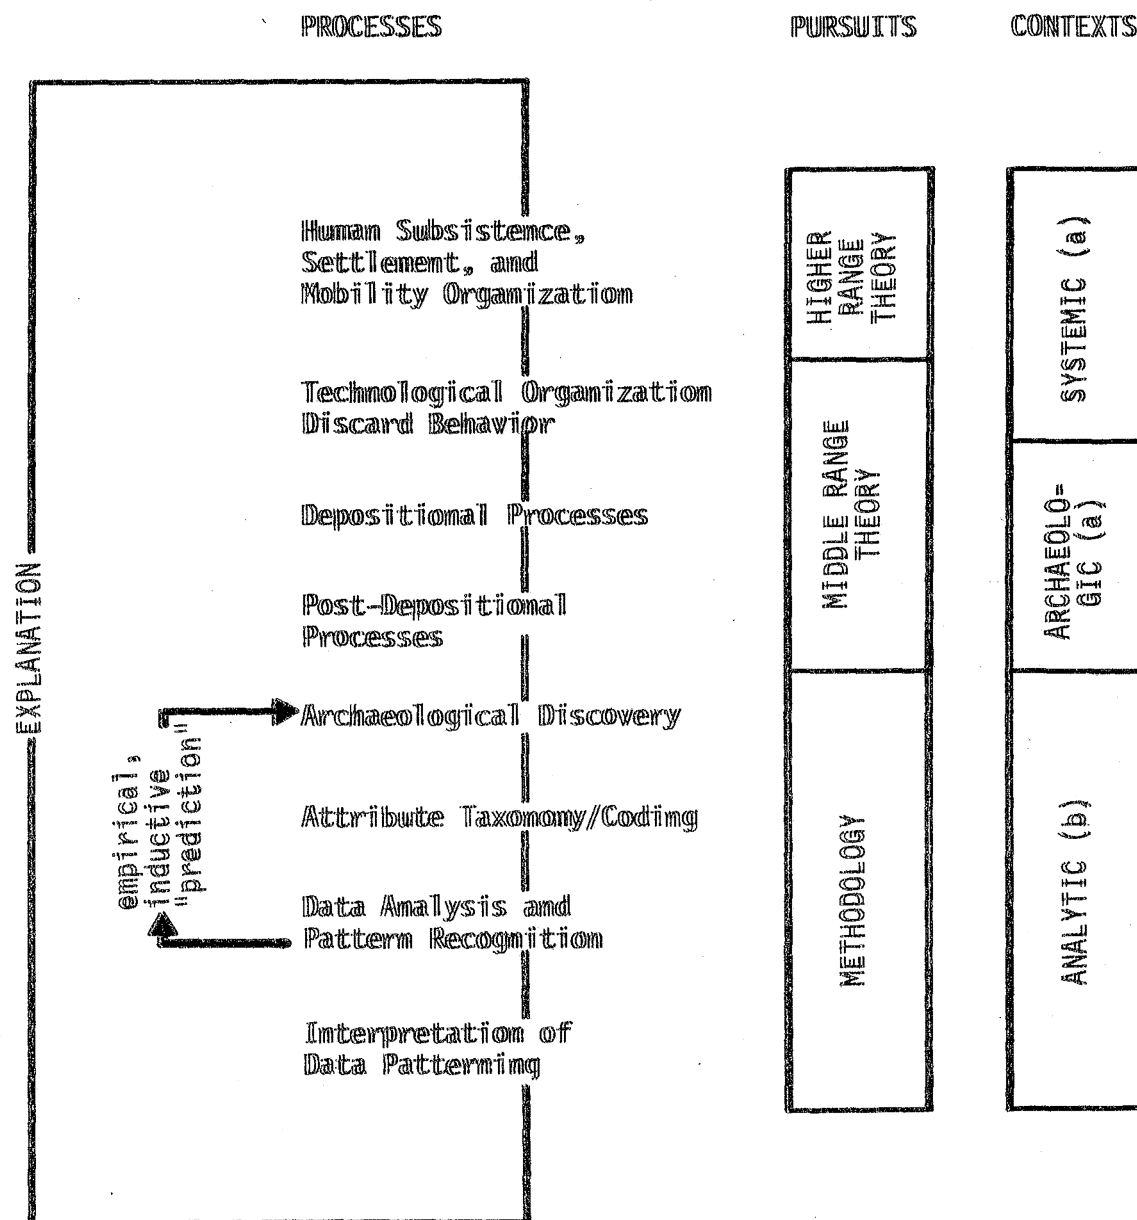 PROCESSES
PURSUITS
CONTEXTS
Human Subsistence,
Settlement, and
Mobility Organization
Technological Organization
Discard Behavior
Depositional Processes
Post-Depositional
Processes
Archaeological Discovery
Attribute Taxonomy/Coding
Data Analysis and
Pattern Recognition
Interpretation of
Data Patterning
EXPLANATION
empirical,
inductive
"prediction"
HIGHER
RANGE
THEORY
MIDDLE RANGE
THEORY
METHODOLOGY
SYSTEMIC (a)
ARCHAEOLO=
GIC (a)
ANALYTIC (b)